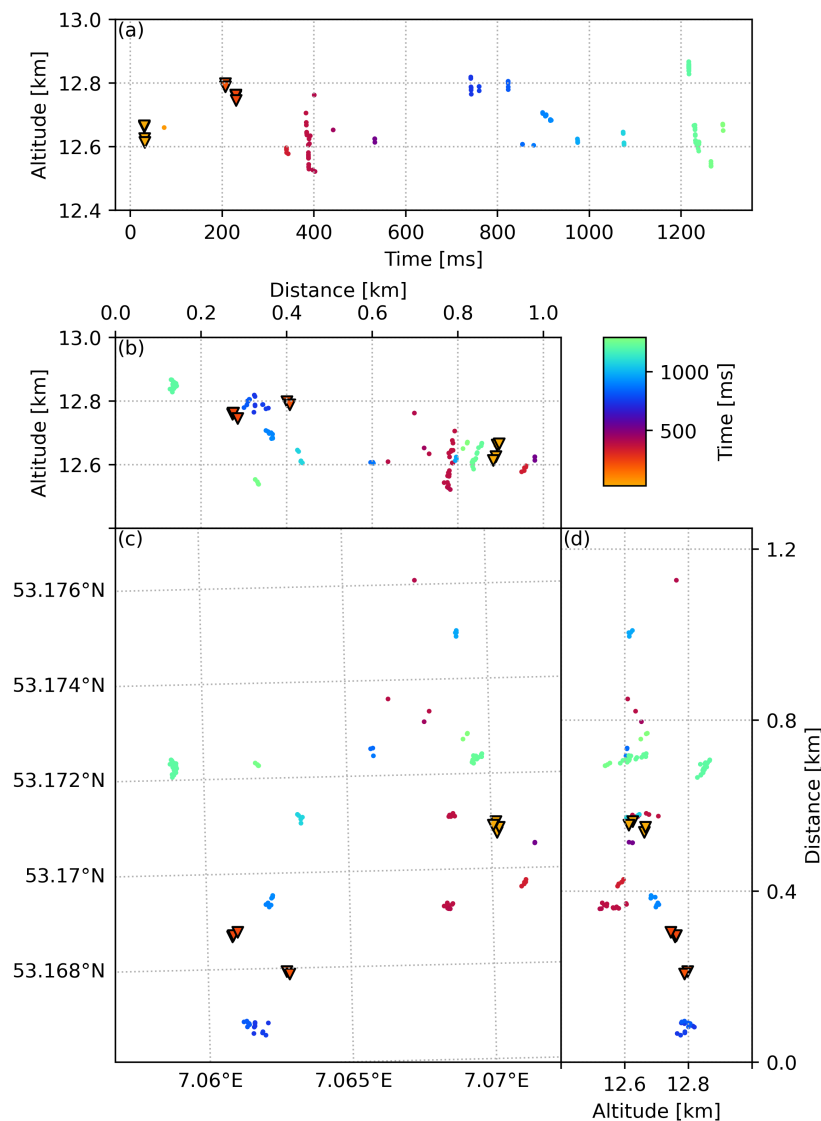 (a)
13.0
12.8
12.6
12.4
Altitude [km]
0 200 400 600 800 1000 1200
Time [ms]
Distance [km]
0.0 0.2 0.4 0.6 0.8 1.0
(b)
13.0
12.8
12.6
Altitude [km]
1000
500
Time [ms]
(c)
53.176°N
53.174°N
53.172°N
53.17°N
53.168°N
7.06°E 7.065°E 7.07°E
(d)
1.2
0.8
0.4
0.0
Distance [km]
12.6 12.8
Altitude [km]